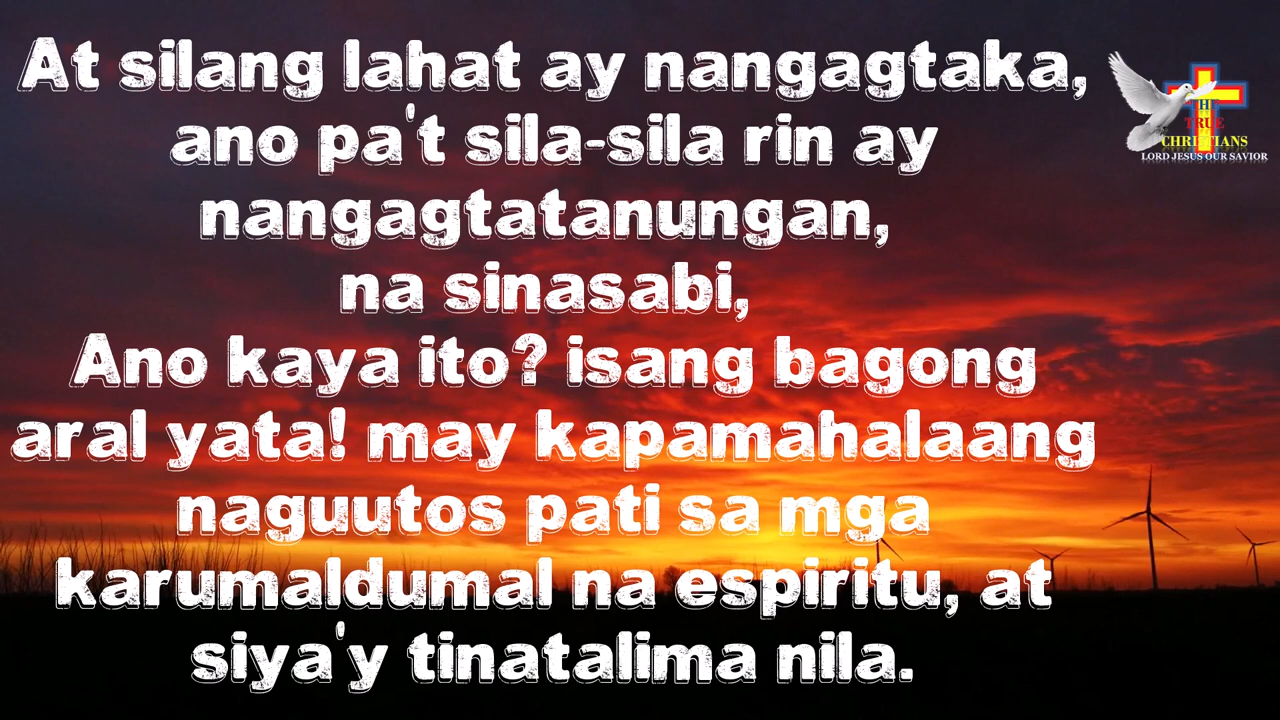 At silang lahat ay nangagtaka,
ano pa't sila-sila rin ay
nangagtatanungan,
na sinasabi,
Ano kaya ito? isang bagong
aral yata! may kapamahalaang
naguutos pati sa mga
karumaldumal na espiritu, at
siya'y tinatalima nila.
THE
TRUE
CHRISTIANS
LORD JESUS OUR SAVIOR